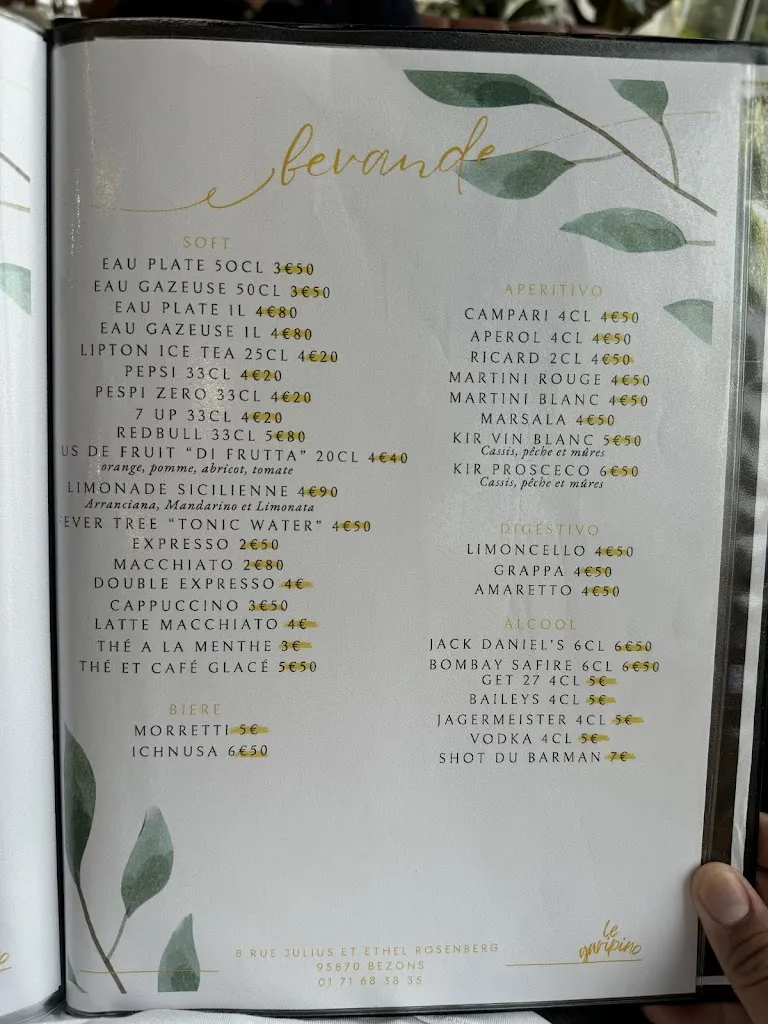 bevande
SOFT
EAU PLATE 50CL 3€50
EAU GAZEUSE 50CL 3€50
EAU PLATE 1L 4€80
EAU GAZEUSE 1L 4€80
LIPTON ICE TEA 25CL 4€20
PEPSI 33CL 4€20
PESPI ZERO 33CL 4€20
7 UP 33CL 4€20
REDBULL 33CL 5€80
US DE FRUIT “DI FRUTTA” 20CL 4€40
orange, pomme, abricot, tomate
LIMONADE SICILIENNE 4€90
Arranciana, Mandarino et Limonata
EVER TREE “TONIC WATER” 4€50
EXPRESSO 2€50
MACCHIATO 2€80
DOUBLE EXPRESSO 4€
CAPPUCCINO 3€50
LATTE MACCHIATO 4€
THÉ A LA MENTHE 3€
THÉ ET CAFÉ GLACÉ 5€50
BIÈRE
MORRETTI 5€
ICHNUSA 6€50
APERITIVO
CAMPARI 4CL 4€50
APEROL 4CL 4€50
RICARD 2CL 4€50
MARTINI ROUGE 4€50
MARTINI BLANC 4€50
MARSALA 4€50
KIR VIN BLANC 5€50
Cassis, pêche et mûres
KIR PROSCECO 6€50
Cassis, pêche et mûres
DIGESTIVO
LIMONCELLO 4€50
GRAPPA 4€50
AMARETTO 4€50
ALCOOL
JACK DANIEL'S 6CL 6€50
BOMBAY SAFIRE 6CL 6€50
GET 27 4CL 5€
BAILEYS 4CL 5€
JAGERMEISTER 4CL 5€
VODKA 4CL 5€
SHOT DU BARMAN 7€
8 RUE JULIUS ET ETHEL ROSENBERG
95870 BEZONS
01 71 68 38 35
le
garipino